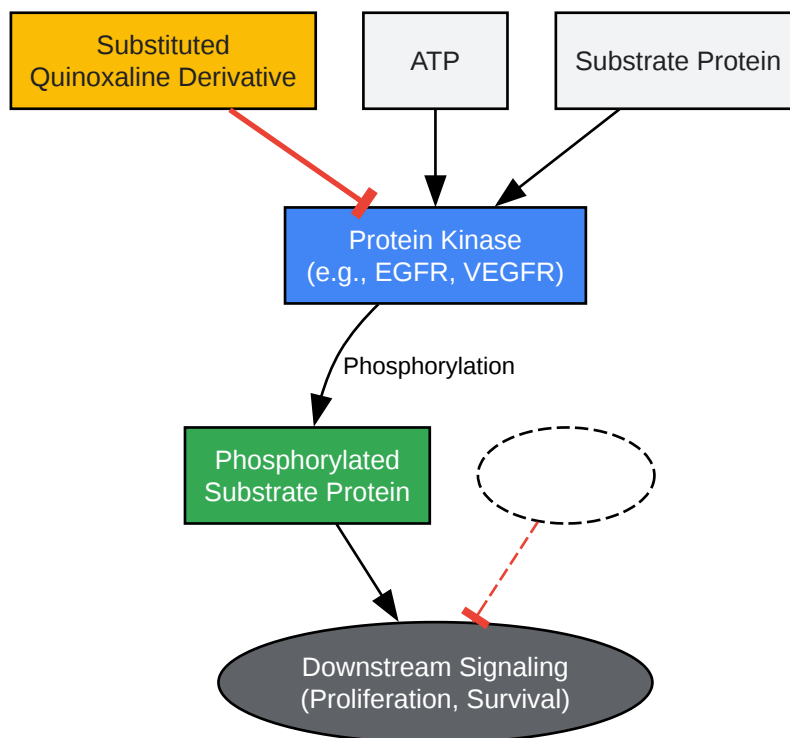 Substituted
Quinoxaline Derivative
ATP
Substrate Protein
Protein Kinase
(e.g., EGFR, VEGFR)
Phosphorylation
Phosphorylated
Substrate Protein
Downstream Signaling
(Proliferation, Survival)